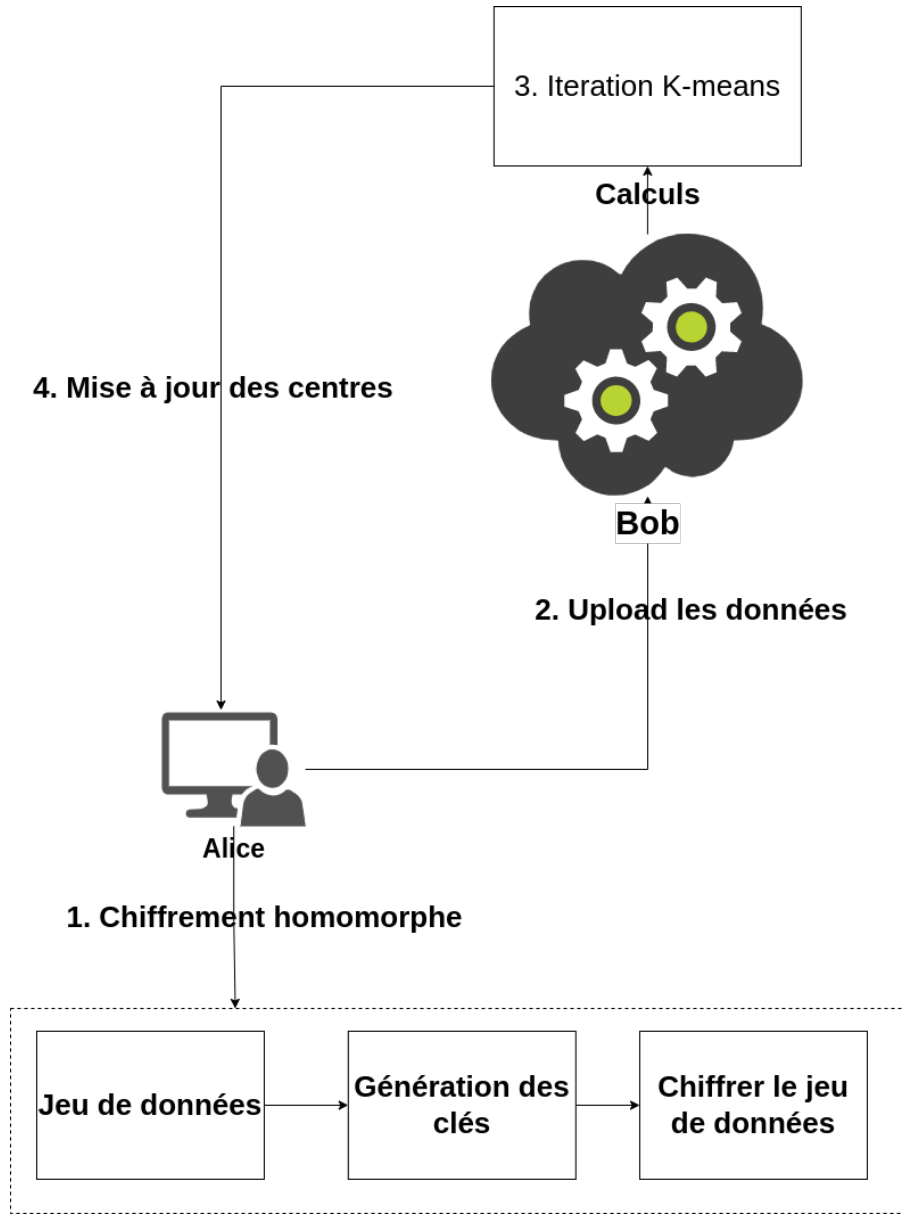 3. Iteration K-means
Calculs
4. Mise à jour des centres
Bob
2. Upload les données
Alice
1. Chiffrement homomorphe
Jeu de données
Génération des
clés
Chiffrer le jeu
de données